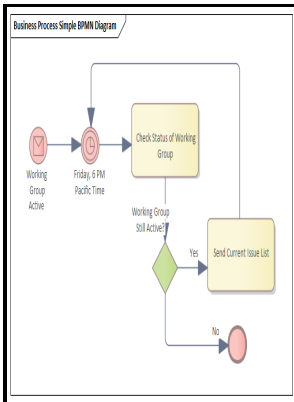 Business Process Simple BPMN Diagram
Check Status of Working
Group
Working
Group
Active
Friday, 6 PM
Pacific Time
Working Group
Still Active?
Yes
Send Current Issue List
No